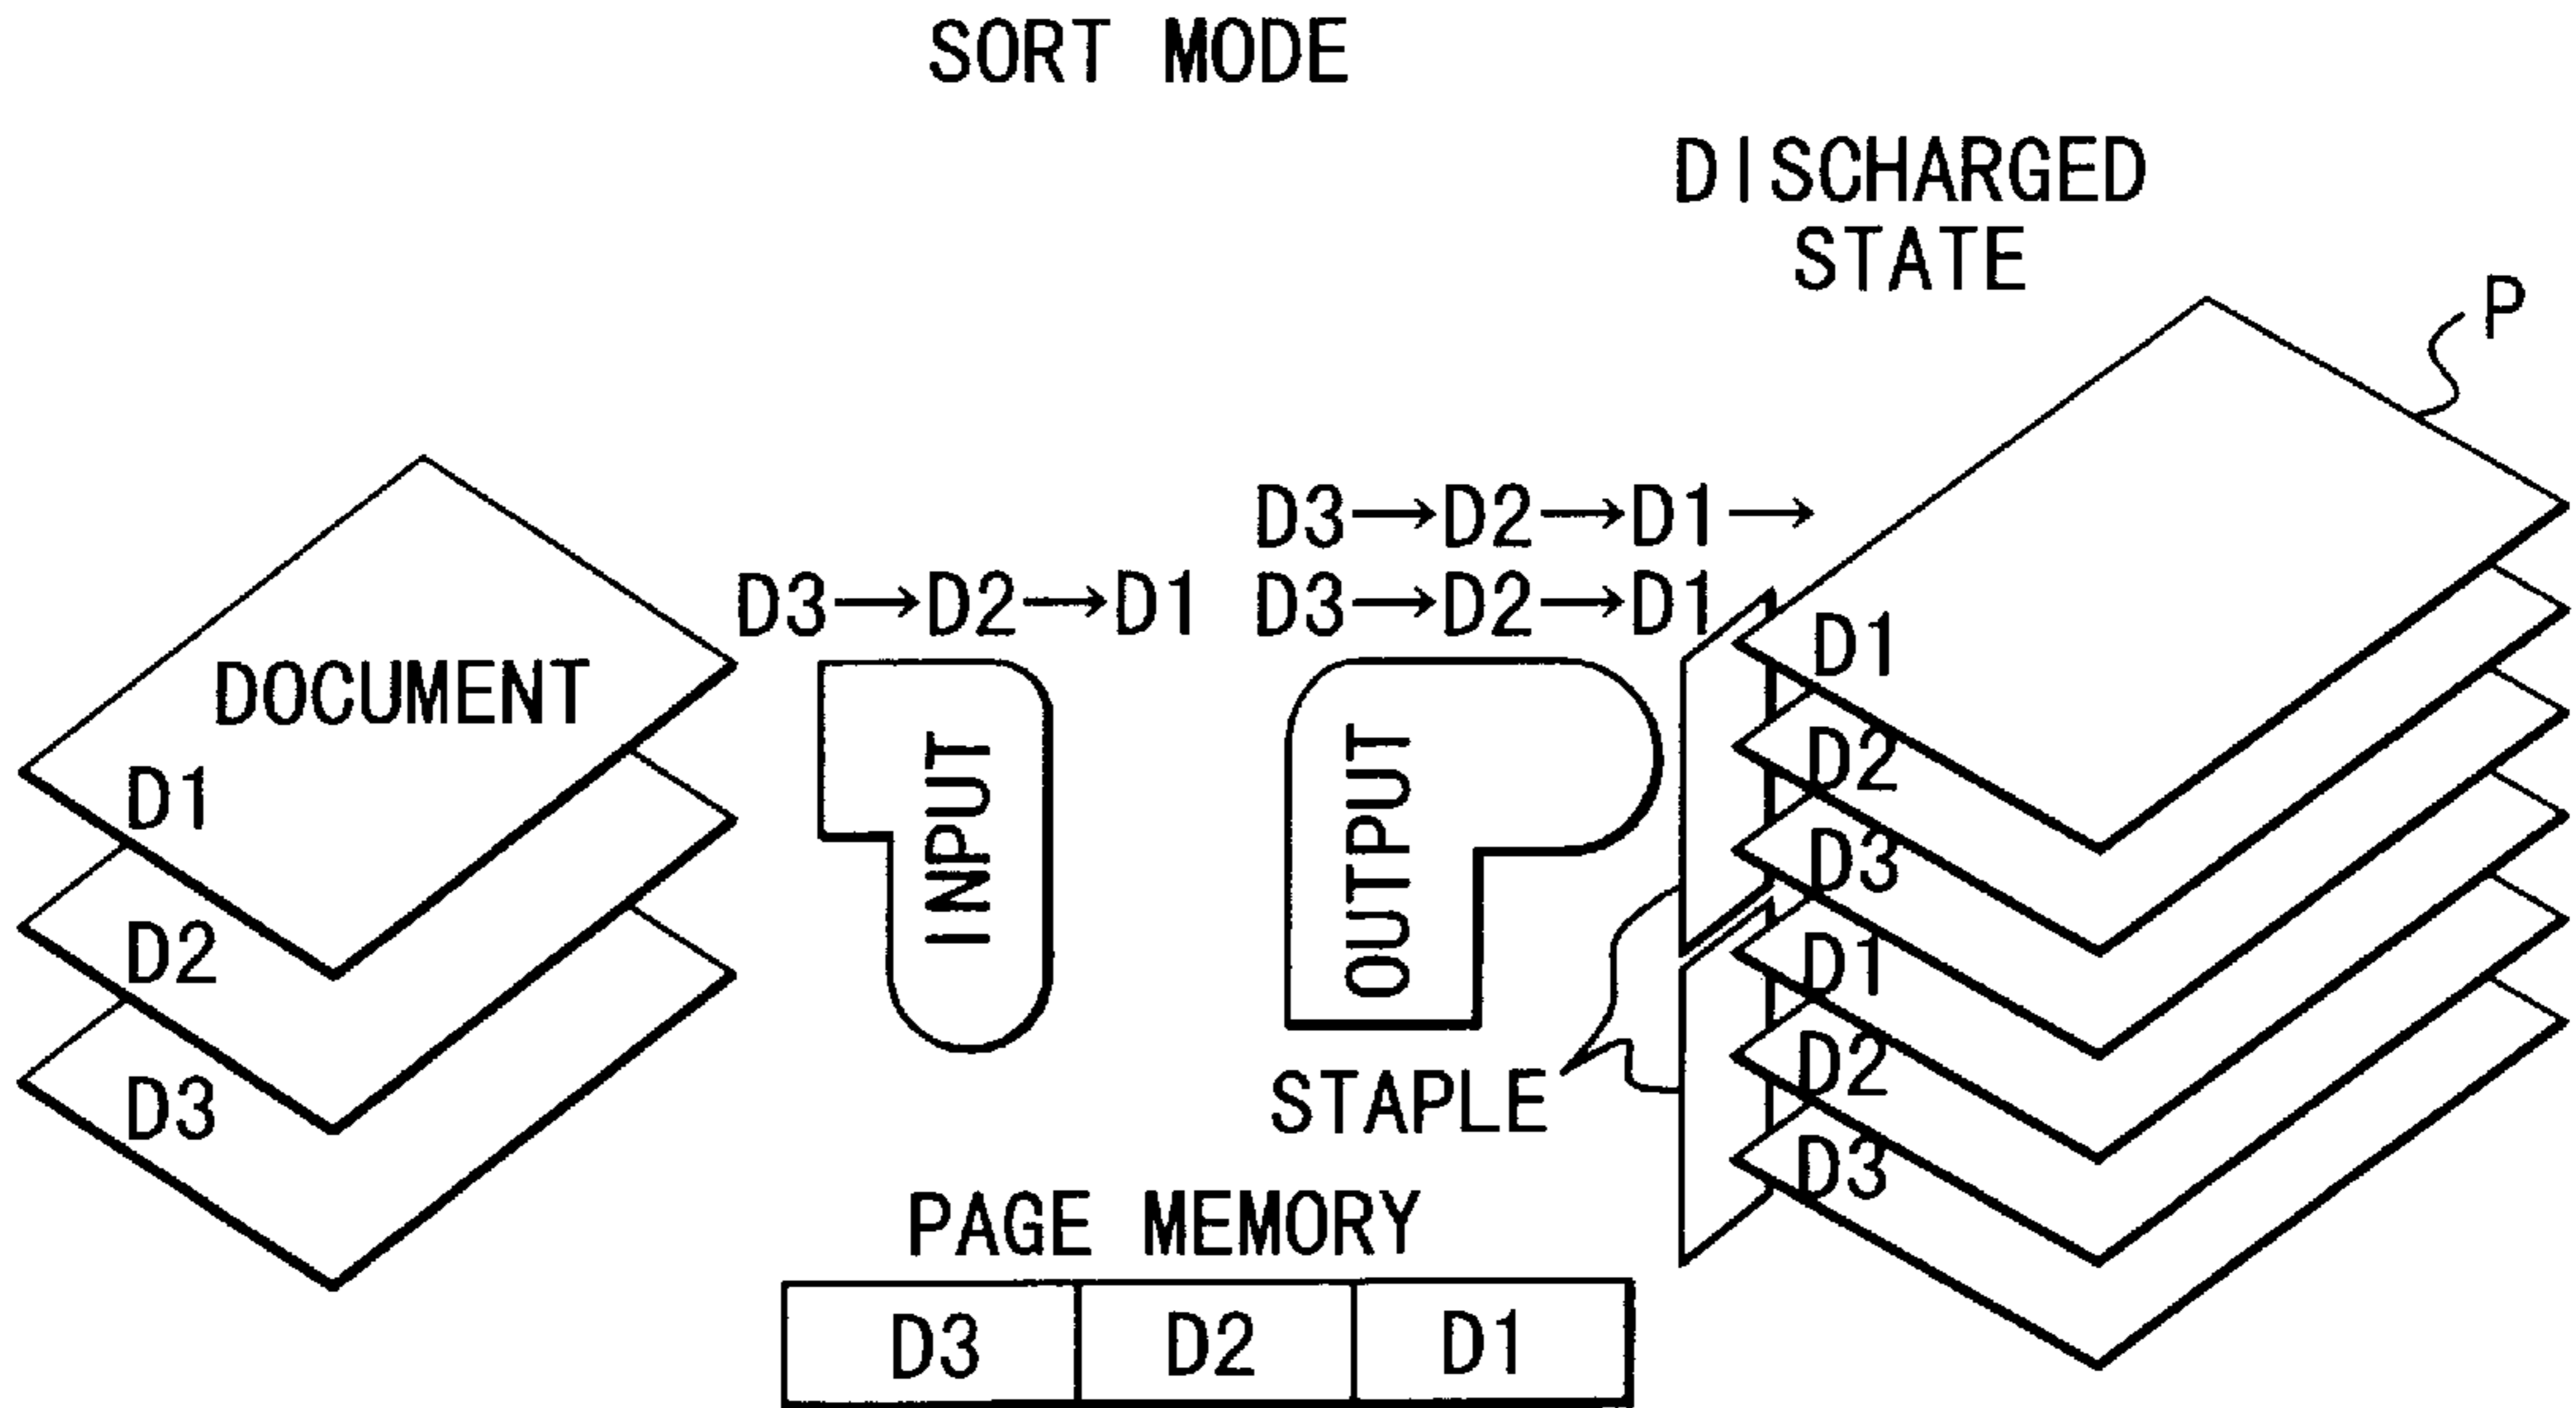 SORT MODE
DISCHARGED
STATE
P
D3→D2→D1→
D3→D2→D1
D3→D2→D1
DOCUMENT
D1
D2
D3
INPUT
OUTPUT
D1
D2
D3
D1
D2
D3
STAPLE
PAGE MEMORY
D3 D2 D1